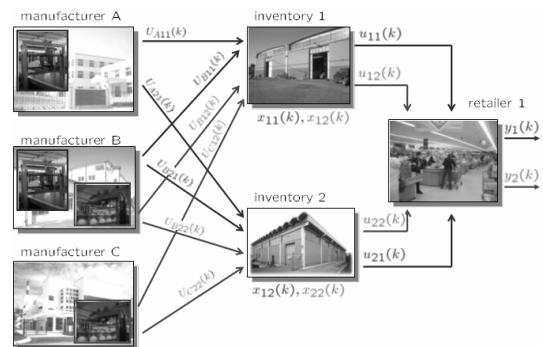 manufacturer A
inventory 1
U_{A11}(k)
u_{11}(k)
U_{B11}(k)
u_{12}(k)
U_{A21}(k)
U_{B12}(k)
retailer 1
x_{11}(k), x_{12}(k)
y_1(k)
manufacturer B
U_{C12}(k)
U_{B21}(k)
y_2(k)
inventory 2
U_{B22}(k)
u_{22}(k)
manufacturer C
u_{21}(k)
U_{C22}(k)
x_{12}(k), x_{22}(k)